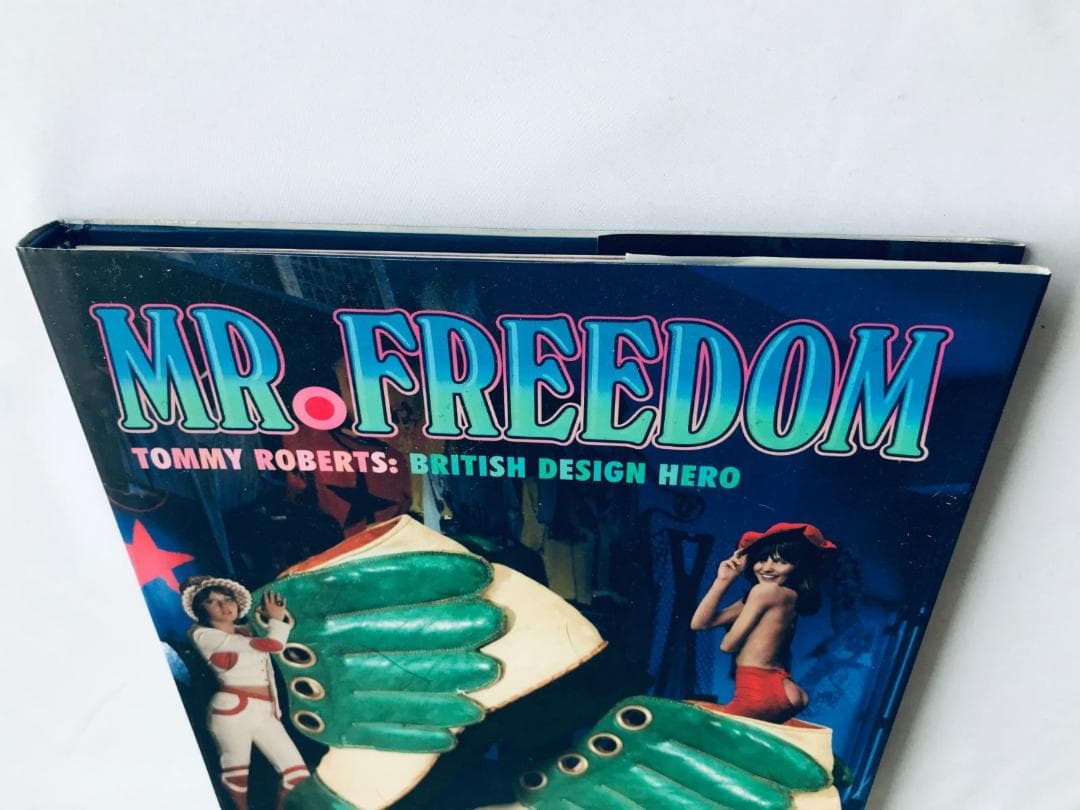 MR. FREEDOM
TOMMY ROBERTS: BRITISH DESIGN HERO